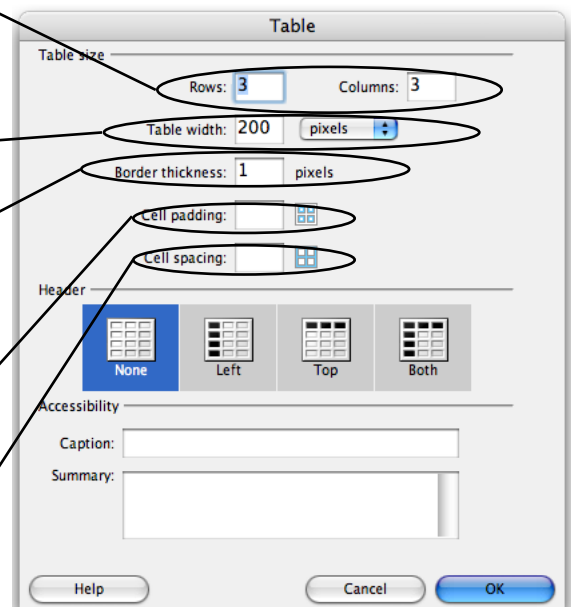 Table
Table size
Rows: 3 Columns: 3
Table width: 200 pixels
Border thickness: 1 pixels
Cell padding:
Cell spacing:
Header
None Left Top Both
Accessibility
Caption:
Summary:
Help Cancel OK